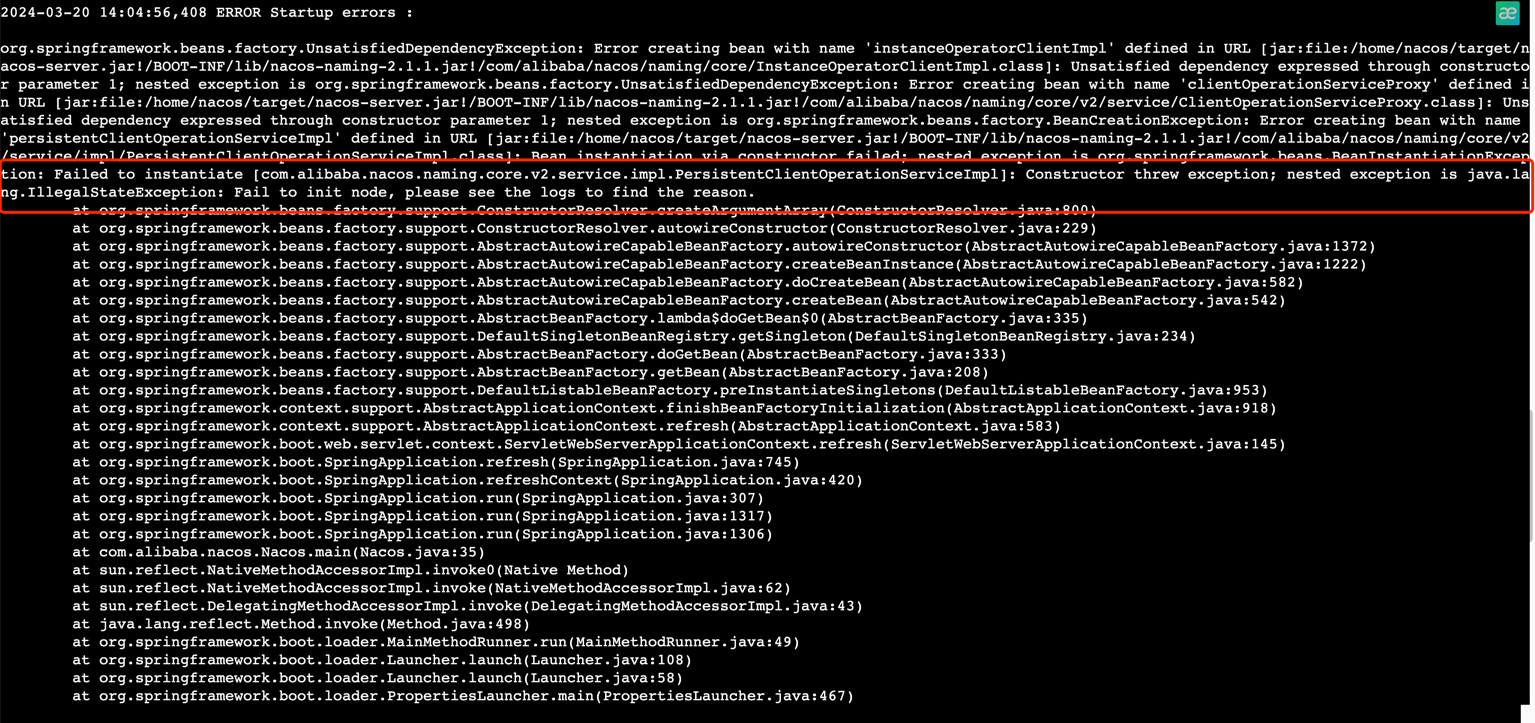 2024-03-20 14:04:56,408 ERROR Startup errors :
æ
org.springframework.beans.factory.UnsatisfiedDependencyException: Error creating bean with name 'instanceOperatorClientImpl' defined in URL [jar:file:/home/nacos/target/n
acos-server.jar!/BOOT-INF/lib/nacos-naming-2.1.1.jar!/com/alibaba/nacos/naming/core/InstanceOperatorClientImpl.class]: Unsatisfied dependency expressed through constructo
r parameter 1; nested exception is org.springframework.beans.factory.UnsatisfiedDependencyException: Error creating bean with name 'clientOperationServiceProxy' defined i
n URL [jar:file:/home/nacos/target/nacos-server.jar!/BOOT-INF/lib/nacos-naming-2.1.1.jar!/com/alibaba/nacos/naming/core/v2/service/ClientOperationServiceProxy.class]: Uns
atisfied dependency expressed through constructor parameter 1; nested exception is org.springframework.beans.factory.BeanCreationException: Error creating bean with name
'persistentClientOperationServiceImpl' defined in URL [jar:file:/home/nacos/target/nacos-server.jar!/BOOT-INF/lib/nacos-naming-2.1.1.jar!/com/alibaba/nacos/naming/core/v2
/service/impl/PersistentClientOperationServiceImpl.class]: Bean instantiation via constructor failed; nested exception is org.springframework.beans.BeanInstantiationExcep
tion: Failed to instantiate [com.alibaba.nacos.naming.core.v2.service.impl.PersistentClientOperationServiceImpl]: Constructor threw exception; nested exception is java.la
ng.IllegalStateException: Fail to init node, please see the logs to find the reason.
at org.springframework.beans.factory.support.ConstructorResolver.createArgumentArray(ConstructorResolver.java:800)
at org.springframework.beans.factory.support.ConstructorResolver.autowireConstructor(ConstructorResolver.java:229)
at org.springframework.beans.factory.support.AbstractAutowireCapableBeanFactory.autowireConstructor(AbstractAutowireCapableBeanFactory.java:1372)
at org.springframework.beans.factory.support.AbstractAutowireCapableBeanFactory.createBeanInstance(AbstractAutowireCapableBeanFactory.java:1222)
at org.springframework.beans.factory.support.AbstractAutowireCapableBeanFactory.doCreateBean(AbstractAutowireCapableBeanFactory.java:582)
at org.springframework.beans.factory.support.AbstractAutowireCapableBeanFactory.createBean(AbstractAutowireCapableBeanFactory.java:542)
at org.springframework.beans.factory.support.AbstractBeanFactory.lambda$doGetBean$0(AbstractBeanFactory.java:335)
at org.springframework.beans.factory.support.DefaultSingletonBeanRegistry.getSingleton(DefaultSingletonBeanRegistry.java:234)
at org.springframework.beans.factory.support.AbstractBeanFactory.doGetBean(AbstractBeanFactory.java:333)
at org.springframework.beans.factory.support.AbstractBeanFactory.getBean(AbstractBeanFactory.java:208)
at org.springframework.beans.factory.support.DefaultListableBeanFactory.preInstantiateSingletons(DefaultListableBeanFactory.java:953)
at org.springframework.context.support.AbstractApplicationContext.finishBeanFactoryInitialization(AbstractApplicationContext.java:918)
at org.springframework.context.support.AbstractApplicationContext.refresh(AbstractApplicationContext.java:583)
at org.springframework.boot.web.servlet.context.ServletWebServerApplicationContext.refresh(ServletWebServerApplicationContext.java:145)
at org.springframework.boot.SpringApplication.refresh(SpringApplication.java:745)
at org.springframework.boot.SpringApplication.refreshContext(SpringApplication.java:420)
at org.springframework.boot.SpringApplication.run(SpringApplication.java:307)
at org.springframework.boot.SpringApplication.run(SpringApplication.java:1317)
at org.springframework.boot.SpringApplication.run(SpringApplication.java:1306)
at com.alibaba.nacos.Nacos.main(Nacos.java:35)
at sun.reflect.NativeMethodAccessorImpl.invoke0(Native Method)
at sun.reflect.NativeMethodAccessorImpl.invoke(NativeMethodAccessorImpl.java:62)
at sun.reflect.DelegatingMethodAccessorImpl.invoke(DelegatingMethodAccessorImpl.java:43)
at java.lang.reflect.Method.invoke(Method.java:498)
at org.springframework.boot.loader.MainMethodRunner.run(MainMethodRunner.java:49)
at org.springframework.boot.loader.Launcher.launch(Launcher.java:108)
at org.springframework.boot.loader.Launcher.launch(Launcher.java:58)
at org.springframework.boot.loader.PropertiesLauncher.main(PropertiesLauncher.java:467)